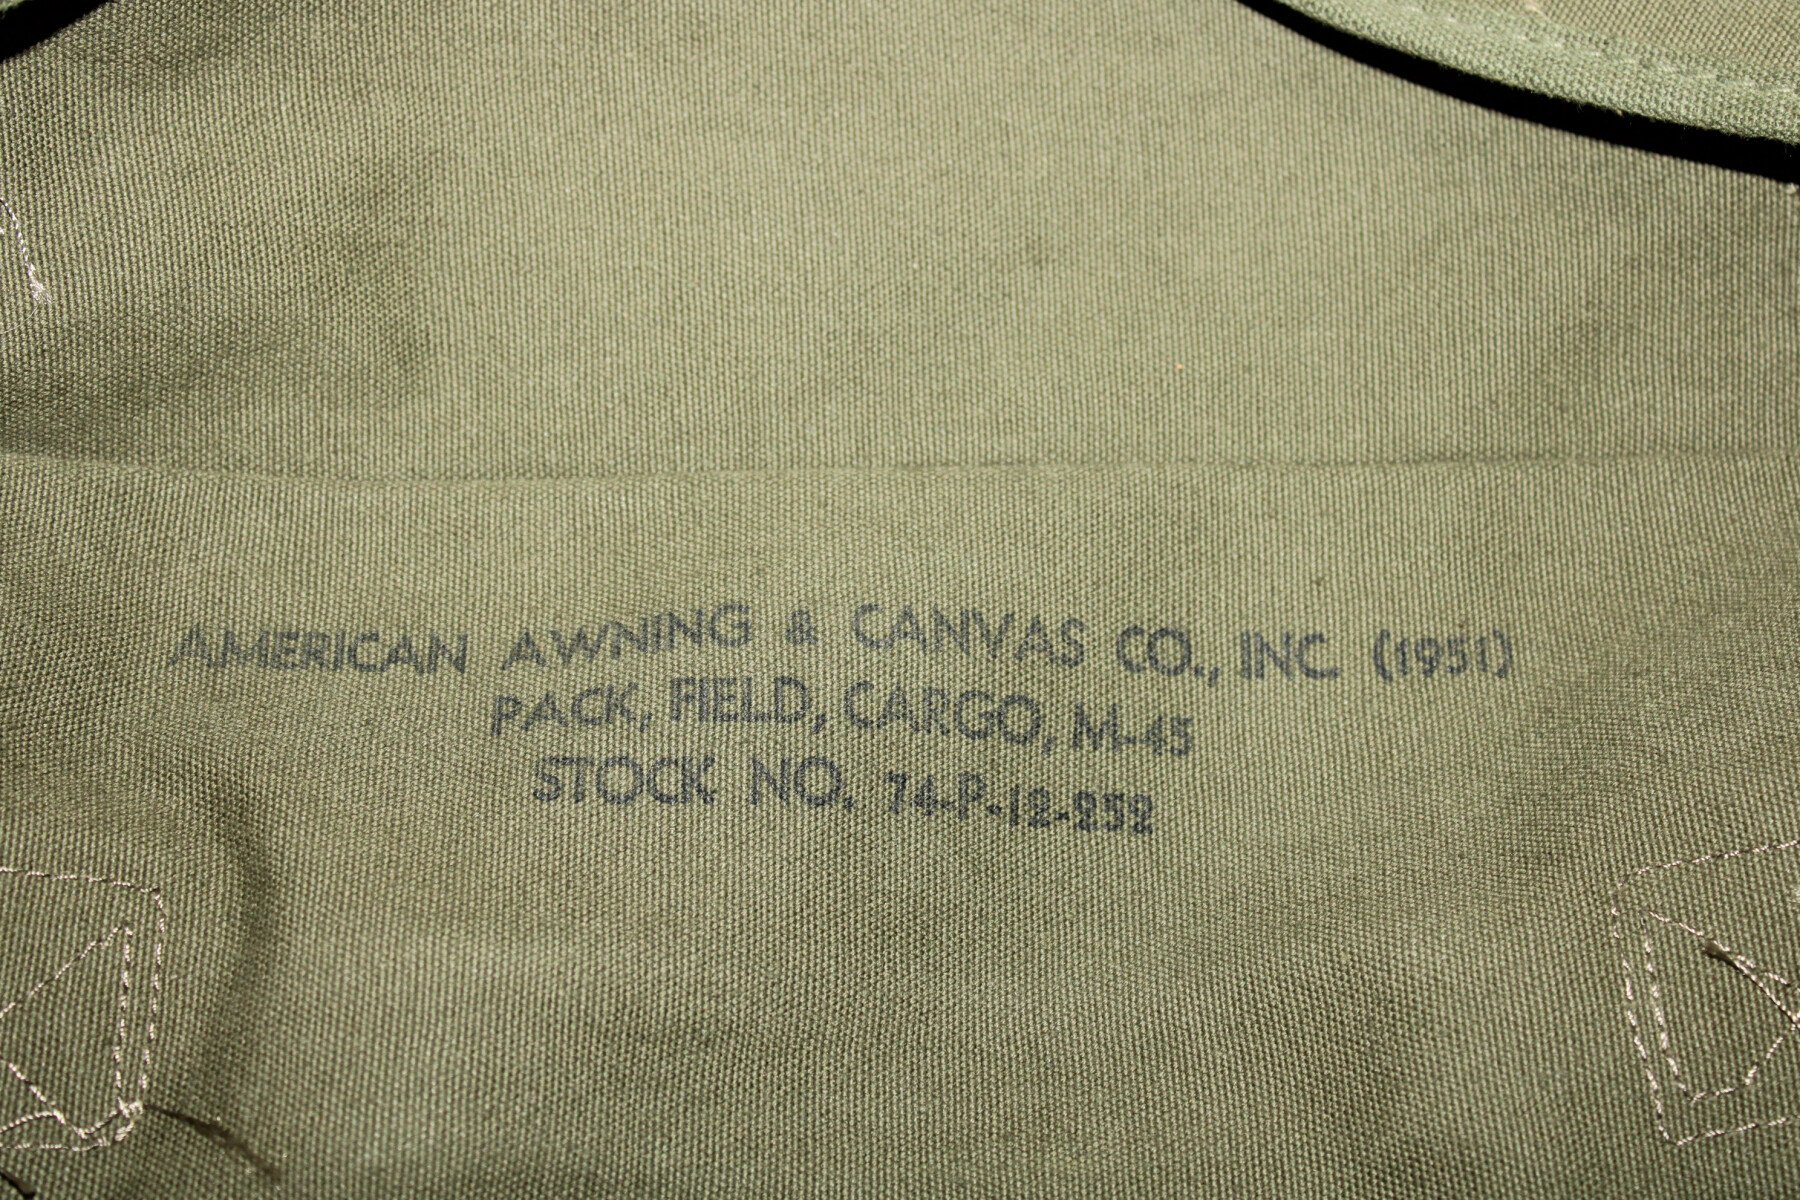 AMERICAN AWNING & CANVAS CO., INC. (1951)
PACK, FIELD, CARGO, M-45
STOCK NO. 74-P-12-252